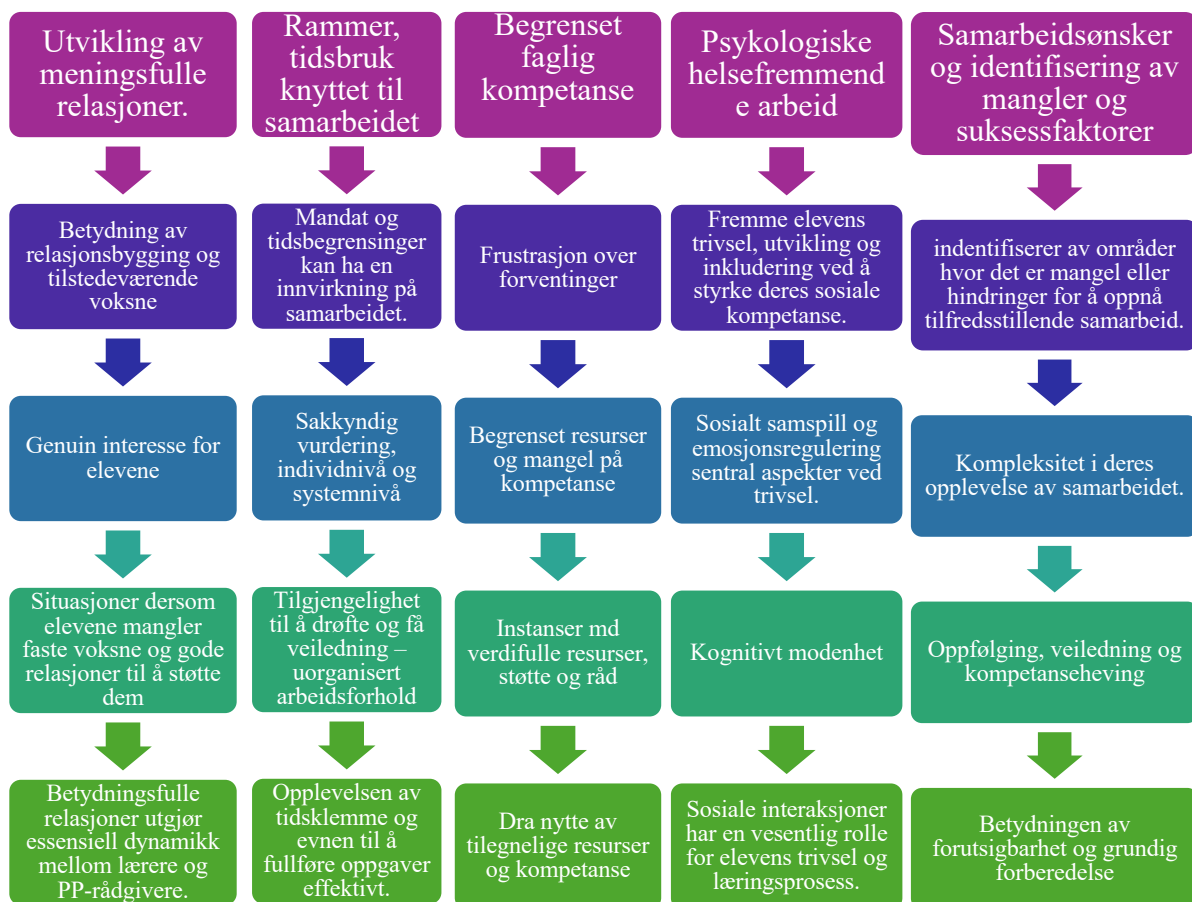 Utvikling av
meningsfulle
relasjoner.
Betydning av
relasjonsbygging og
tilstedeværende
voksne
Genuin interesse for
elevene
Situasjoner dersom
elevene mangler
faste voksne og gode
relasjoner til å støtte
dem
Betydningsfulle
relasjoner utgjør
essensiell dynamikk
mellom lærere og
PP-rådgivere.
Rammer,
tidsbruk
knyttet til
samarbeidet
Mandat og
tidsbegrensinger
kan ha en
innvirkning på
samarbeidet.
Sakkyndig
vurdering,
individnivå og
systemnivå
Tilgjengelighet
til å drøfte og få
veiledning –
uorganisert
arbeidsforhold
Opplevelsen av
tidsklemme og
evnen til å
fullføre oppgaver
effektivt.
Begrenset
faglig
kompetanse
Frustrasjon over
forventinger
Begrenset resurser
og mangel på
kompetanse
Instanser md
verdifulle resurser,
støtte og råd
Dra nytte av
tilegnelige resurser
og kompetanse
Psykologiske
helsefremmend
e arbeid
Fremme elevens
trivsel, utvikling og
inkludering ved å
styrke deres sosiale
kompetanse.
Sosialt samspill og
emosjonsregulering
sentral aspekter ved
trivsel.
Kognitivt modenhet
Sosiale interaksjoner
har en vesentlig rolle
for elevens trivsel og
læringsprosess.
Samarbeidsønsker
og identifisering av
mangler og
suksessfaktorer
indentifiserer av områder
hvor det er mangel eller
hindringer for å oppnå
tilfredsstillende samarbeid.
Kompleksitet i deres
opplevelse av samarbeidet.
Oppfølging, veiledning og
kompetanseheving
Betydningen av
forutsigbarhet og grundig
forberedelse